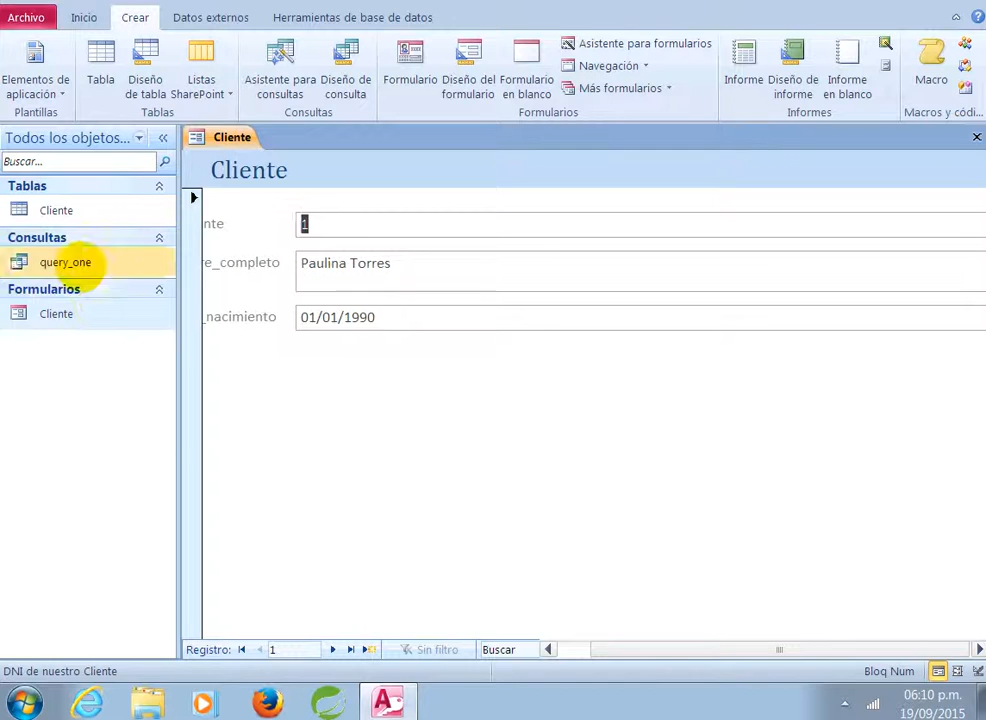 Archivo Inicio Crear Datos externos Herramientas de base de datos
Elementos de aplicación
Tabla
Diseño de tabla
Listas SharePoint
Asistente para consultas
Diseño de consulta
Formulario
Diseño del formulario
Formulario en blanco
Asistente para formularios
Navegación
Más formularios
Informe
Diseño de informe
Informe en blanco
Macro
Plantillas Tablas Consultas Formularios Informes Macros y códi...
Todos los objetos...
Buscar...
Tablas
Cliente
Consultas
query_one
Formularios
Cliente
Cliente
Cliente
nte 1
e_completo Paulina Torres
_nacimiento 01/01/1990
Registro: 1 Sin filtro Buscar
DNI de nuestro Cliente Bloq Num
06:10 p.m.
19/09/2015